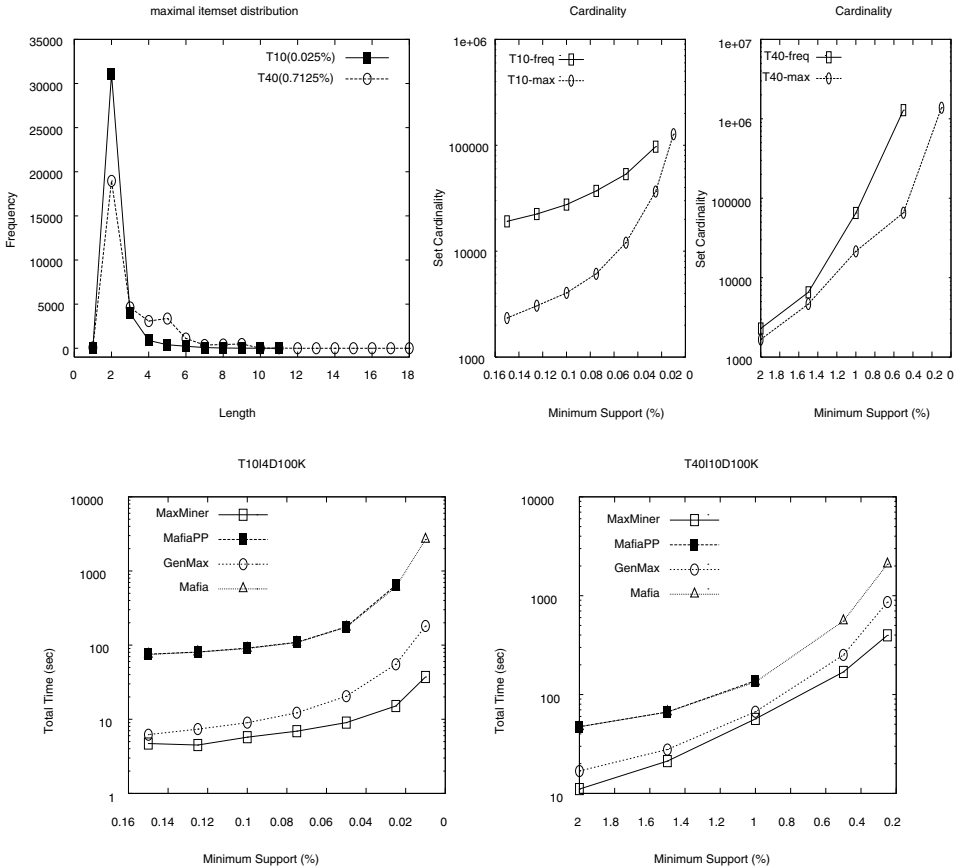 maximal itemset distribution
35000
30000
25000
20000
15000
10000
5000
0
Frequency
T10(0.025%)
T40(0.7125%)
0 2 4 6 8 10 12 14 16 18
Length
Cardinality
1e+06
100000
10000
1000
Set Cardinality
T10-freq
T10-max
0.16 0.14 0.12 0.1 0.08 0.06 0.04 0.02 0
Minimum Support (%)
Cardinality
1e+07
1e+06
100000
10000
1000
Set Cardinality
T40-freq
T40-max
2 1.8 1.6 1.4 1.2 1 0.8 0.6 0.4 0.2 0
Minimum Support (%)
T10I4D100K
10000
1000
100
10
1
Total Time (sec)
MaxMiner
MafiaPP
GenMax
Mafia
0.16 0.14 0.12 0.1 0.08 0.06 0.04 0.02 0
Minimum Support (%)
T40I10D100K
10000
1000
100
10
Total Time (sec)
MaxMiner
MafiaPP
GenMax
Mafia
2 1.8 1.6 1.4 1.2 1 0.8 0.6 0.4 0.2
Minimum Support (%)